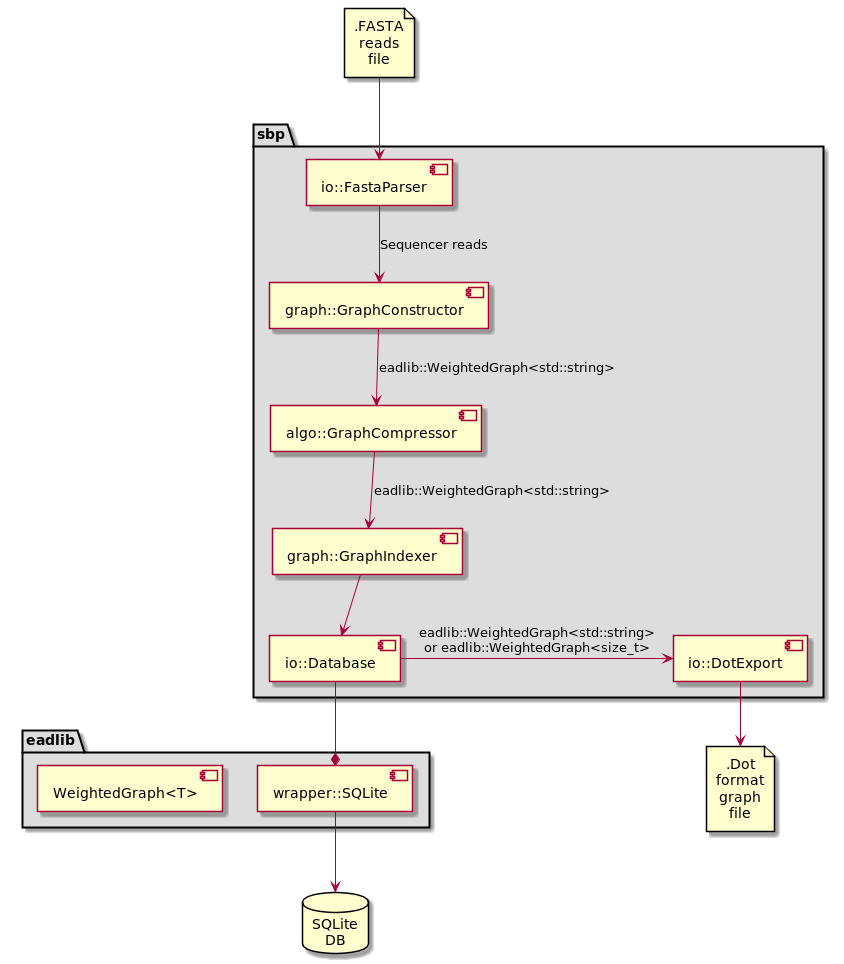 .FASTA
reads
file
sbp
io::FastaParser
Sequencer reads
graph::GraphConstructor
eadlib::WeightedGraph<std::string>
algo::GraphCompressor
eadlib::WeightedGraph<std::string>
graph::GraphIndexer
eadlib::WeightedGraph<std::string>
or eadlib::WeightedGraph<size_t>
io::Database
io::DotExport
eadlib
WeightedGraph<T>
wrapper::SQLite
.Dot
format
graph
file
SQLite
DB